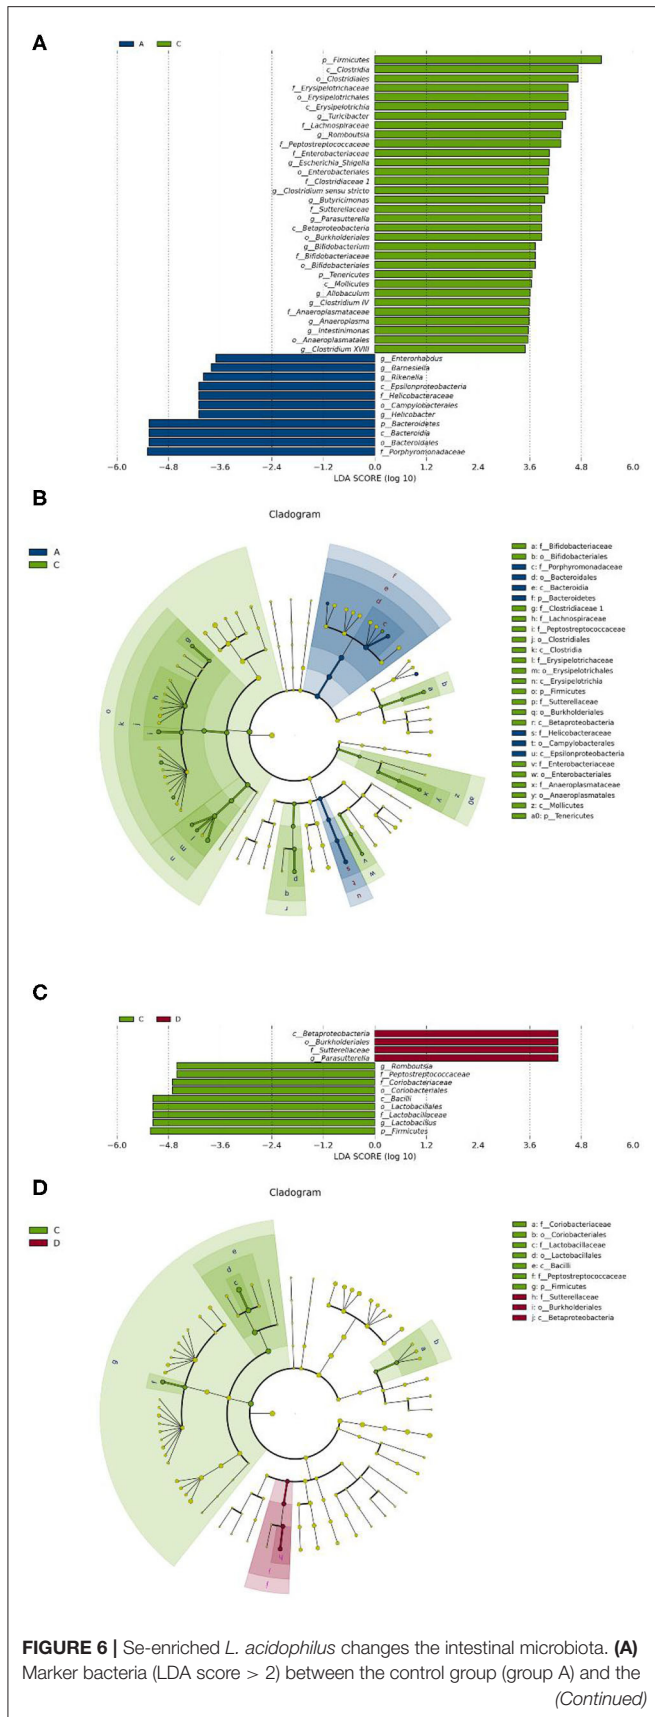 A
A C
p__Firmicutes
c__Clostridia
o__Clostridiales
f__Erysipelotrichaceae
o__Erysipelotrichales
c__Erysipelotrichia
g__Turicibacter
f__Lachnospiraceae
g__Romboutsia
f__Peptostreptococcaceae
f__Enterobacteriaceae
g__Escherichia_Shigella
o__Enterobacteriales
f__Clostridiaceae 1
g__Clostridium sensu stricto
g__Butyricimonas
f__Sutterellaceae
g__Parasutterella
c__Betaproteobacteria
o__Burkholderiales
g__Bifidobacterium
f__Bifidobacteriaceae
o__Bifidobacteriales
p__Tenericutes
c__Mollicutes
g__Allobaculum
g__Clostridium IV
f__Anaeroplasmataceae
g__Anaeroplasma
g__Intestinimonas
o__Anaeroplasmatales
g__Clostridium XVIII
g__Enterorhabdus
g__Barnesiella
g__Rikenella
c__Epsilonproteobacteria
f__Helicobacteraceae
o__Campylobacterales
g__Helicobacter
p__Bacteroidetes
c__Bacteroidia
o__Bacteroidales
f__Porphyromonadaceae
−6.0 −4.8 −3.6 −2.4 −1.2 0.0 1.2 2.4 3.6 4.8 6.0
LDA SCORE (log 10)
B
Cladogram
A
C
a: f__Bifidobacteriaceae
b: o__Bifidobacteriales
c: f__Porphyromonadaceae
d: o__Bacteroidales
e: c__Bacteroidia
f: p__Bacteroidetes
g: f__Clostridiaceae 1
h: f__Lachnospiraceae
i: f__Peptostreptococcaceae
j: o__Clostridiales
k: c__Clostridia
l: f__Erysipelotrichaceae
m: o__Erysipelotrichales
n: c__Erysipelotrichia
o: p__Firmicutes
p: f__Sutterellaceae
q: o__Burkholderiales
r: c__Betaproteobacteria
s: f__Helicobacteraceae
t: o__Campylobacterales
u: c__Epsilonproteobacteria
v: f__Enterobacteriaceae
w: o__Enterobacteriales
x: f__Anaeroplasmataceae
y: o__Anaeroplasmatales
z: c__Mollicutes
a0: p__Tenericutes
f
e
d
c
b
a
g
h
o k j i
l
m
n
p
q
r
s
t
u
v
w
x y z a0
C
C D
c__Betaproteobacteria
o__Burkholderiales
f__Sutterellaceae
g__Parasutterella
g__Romboutsia
f__Peptostreptococcaceae
f__Coriobacteriaceae
o__Coriobacteriales
c__Bacilli
o__Lactobacillales
f__Lactobacillaceae
g__Lactobacillus
p__Firmicutes
−6.0 −4.8 −3.6 −2.4 −1.2 0.0 1.2 2.4 3.6 4.8 6.0
LDA SCORE (log 10)
D
Cladogram
C
D
a: f__Coriobacteriaceae
b: o__Coriobacteriales
c: f__Lactobacillaceae
d: o__Lactobacillales
e: c__Bacilli
f: f__Peptostreptococcaceae
g: p__Firmicutes
h: f__Sutterellaceae
i: o__Burkholderiales
j: c__Betaproteobacteria
e
d
c
b
a
g
f
h
i
j
FIGURE 6 | Se-enriched L. acidophilus changes the intestinal microbiota. (A)
Marker bacteria (LDA score > 2) between the control group (group A) and the
(Continued)